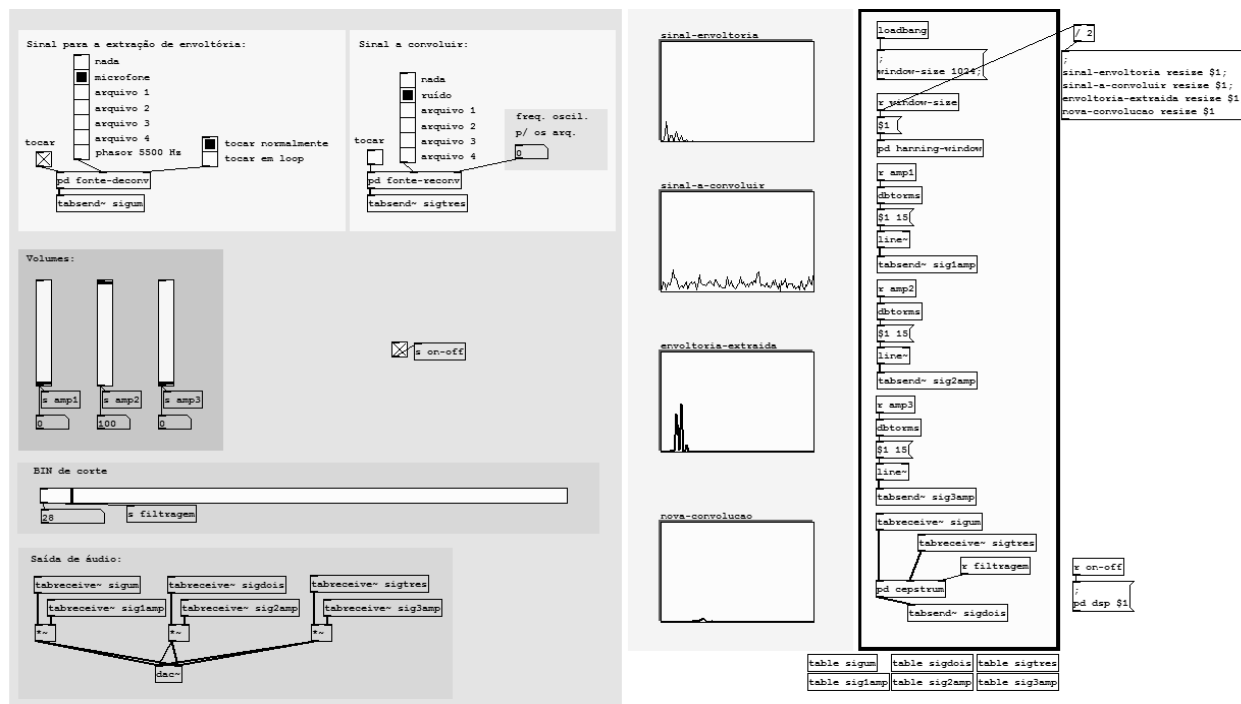 Sinal para a extração de envoltória:
nada
microfone
arquivo 1
arquivo 2
arquivo 3
arquivo 4
phasor 5500 Hz
tocar
tocar normalmente
tocar em loop
pd fonte-deconv
tabsend~ sigum
Sinal a convoluir:
nada
ruído
arquivo 1
arquivo 2
arquivo 3
arquivo 4
tocar
freq. oscil.
p/ os arq.
0
pd fonte-reconv
tabsend~ sigtres
Volumes:
s amp1
s amp2
s amp3
0
100
0
s on-off
BIN de corte
28
s filtragem
Saída de áudio:
tabreceive~ sigum
tabreceive~ sigdois
tabreceive~ sigtres
tabreceive~ sig1amp
tabreceive~ sig2amp
tabreceive~ sig3amp
*~
*~
*~
dac~
sinal-envoltoria
sinal-a-convoluir
envoltoria-extraida
nova-convolucao
loadbang
;
window-size 1024;
r window-size
$1
pd hanning-window
r amp1
dbtorms
$1 15
line~
tabsend~ sig1amp
r amp2
dbtorms
$1 15
line~
tabsend~ sig2amp
r amp3
dbtorms
$1 15
line~
tabsend~ sig3amp
tabreceive~ sigum
tabreceive~ sigtres
r filtragem
pd cepstrum
tabsend~ sigdois
/ 2
;
sinal-envoltoria resize $1;
sinal-a-convoluir resize $1;
envoltoria-extraida resize $1
nova-convolucao resize $1
r on-off
;
pd dsp $1
table sigum
table sigdois
table sigtres
table sig1amp
table sig2amp
table sig3amp